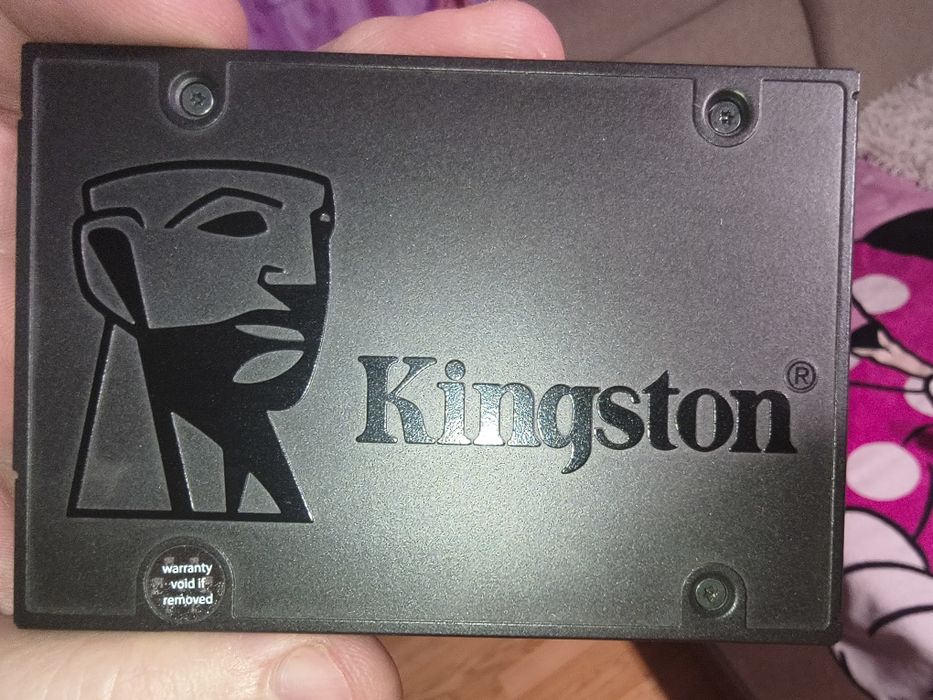 Kingston®
warranty
void if
removed